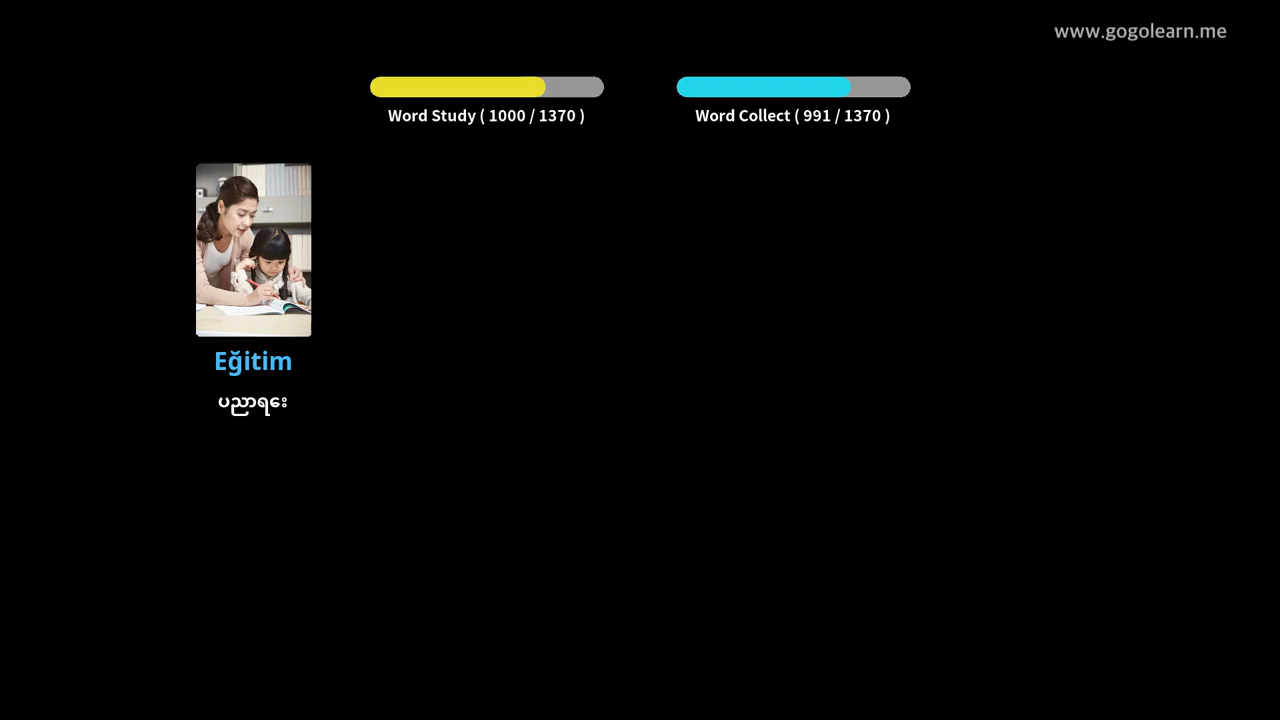 www.gogolearn.me
Word Study ( 1000 / 1370 )
Word Collect ( 991 / 1370 )
Eğitim
ပညာရေး